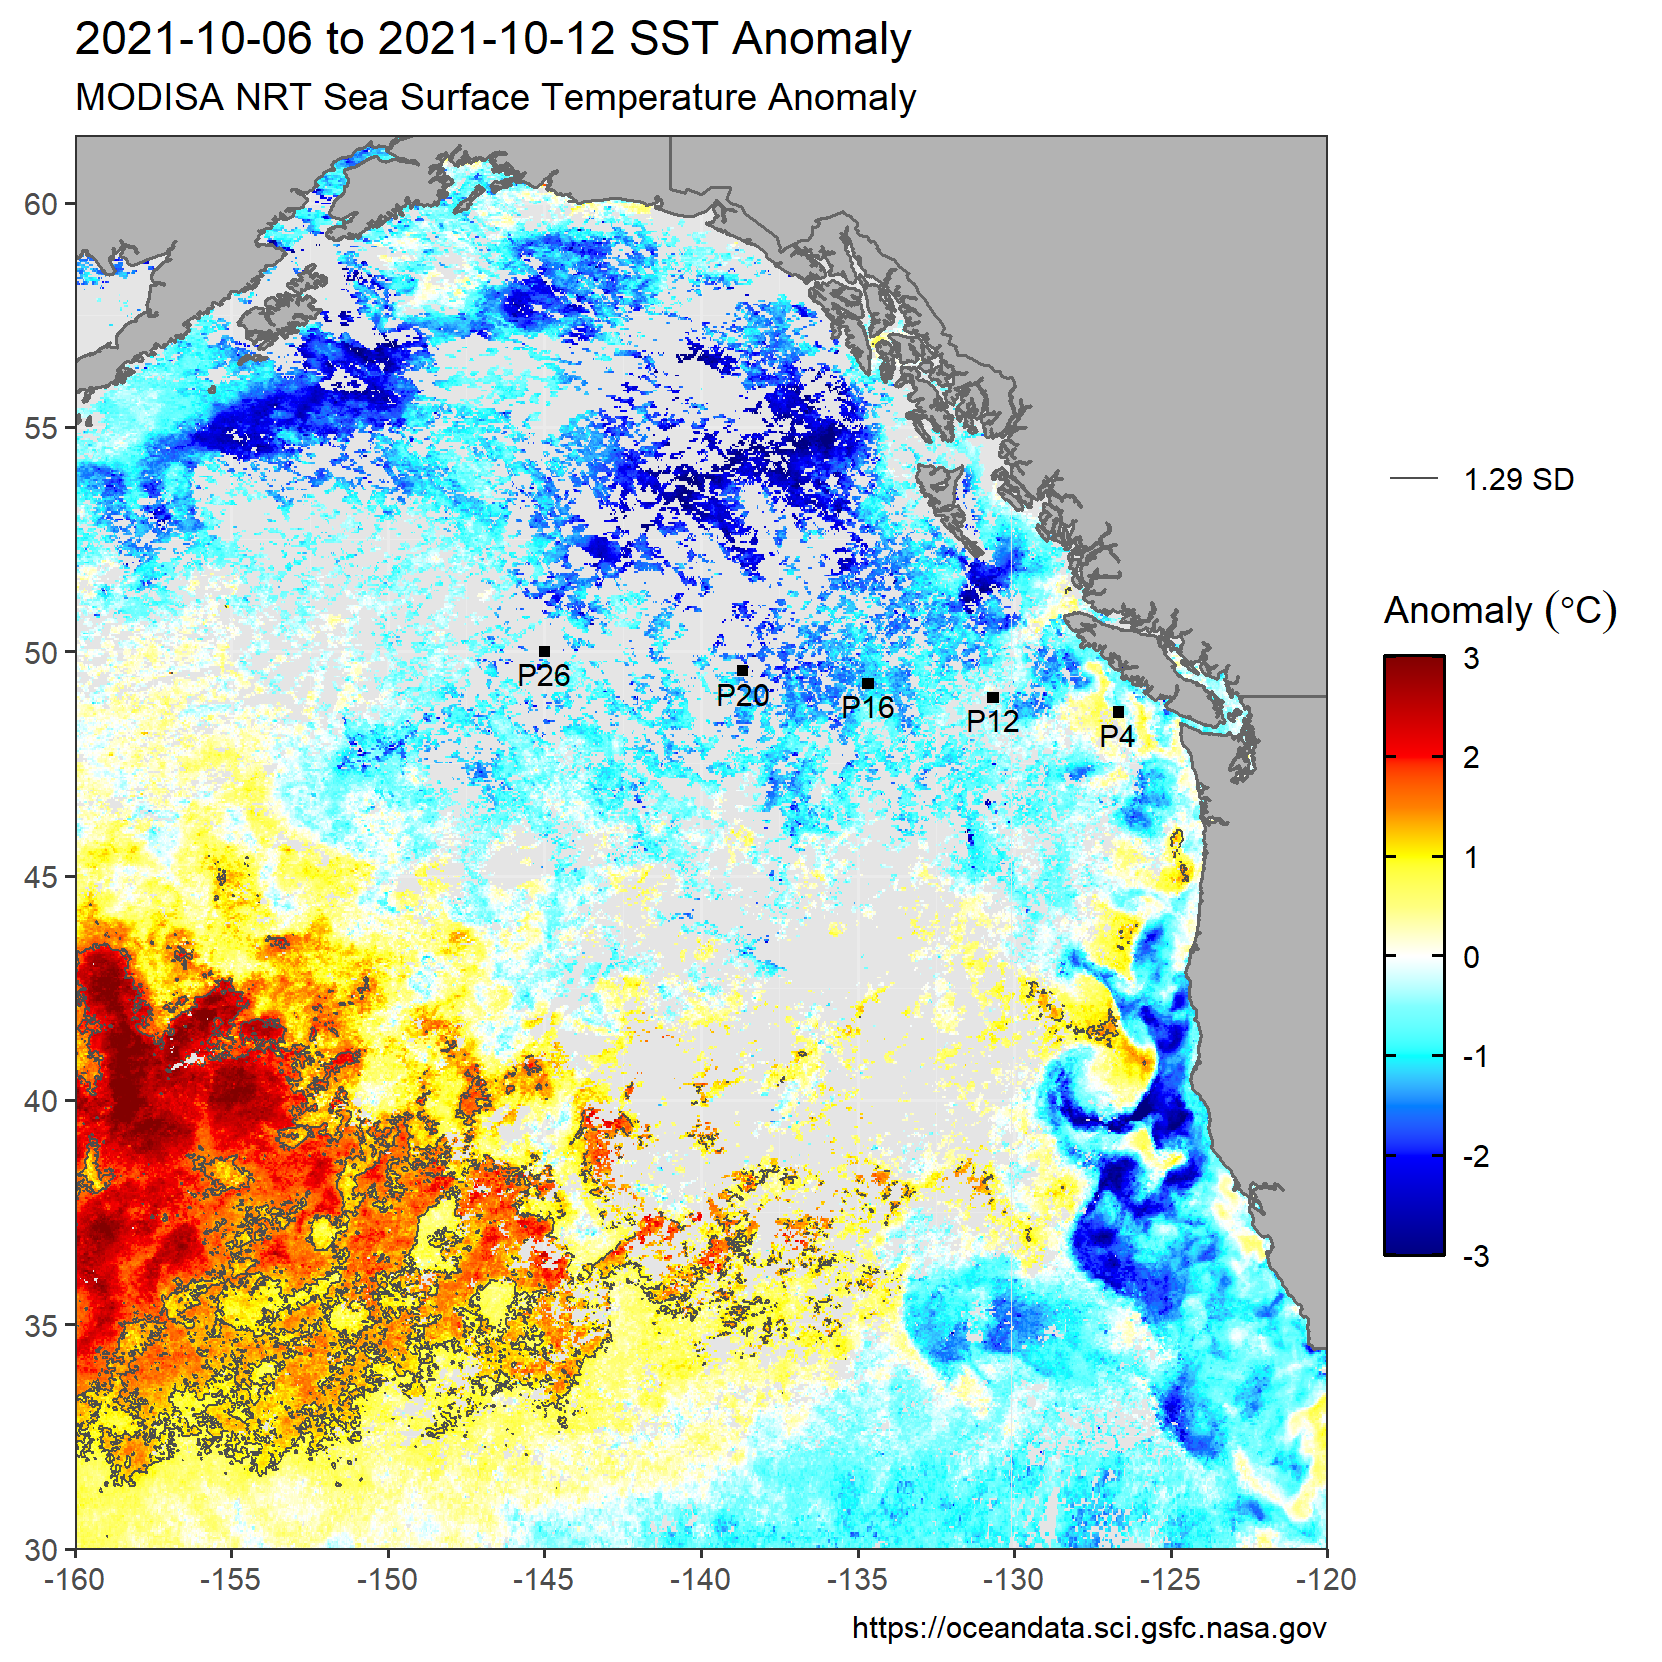 2021-10-06 to 2021-10-12 SST Anomaly
MODISA NRT Sea Surface Temperature Anomaly
60
55
50
45
40
35
30
P26
P20
P16
P12
P4
-160 -155 -150 -145 -140 -135 -130 -125 -120
1.29 SD
Anomaly (°C)
3
2
1
0
-1
-2
-3
https://oceandata.sci.gsfc.nasa.gov